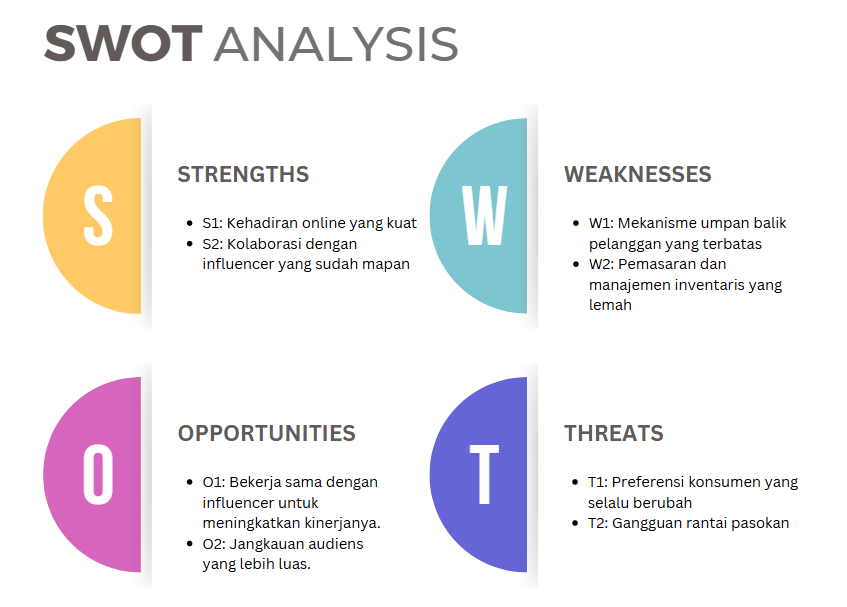 SWOT ANALYSIS
S
STRENGTHS
• S1: Kehadiran online yang kuat
• S2: Kolaborasi dengan
influencer yang sudah mapan
W
WEAKNESSES
• W1: Mekanisme umpan balik
pelanggan yang terbatas
• W2: Pemasaran dan
manajemen inventaris yang
lemah
O
OPPORTUNITIES
• O1: Bekerja sama dengan
influencer untuk
meningkatkan kinerjanya.
• O2: Jangkauan audiens
yang lebih luas.
T
THREATS
• T1: Preferensi konsumen yang
selalu berubah
• T2: Gangguan rantai pasokan